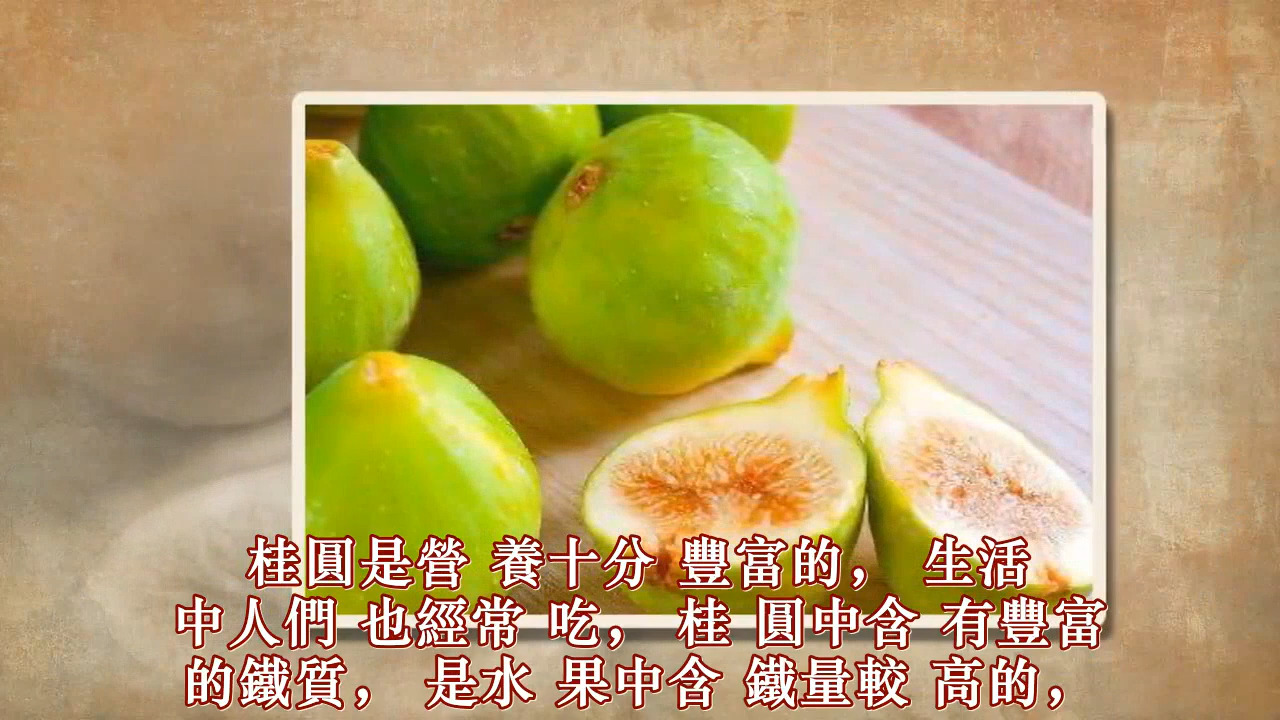 桂圓是營 養十分 豐富的， 生活
中人們 也經常 吃， 桂 圓中含 有豐富
的鐵質， 是水 果中含 鐵量較 高的，